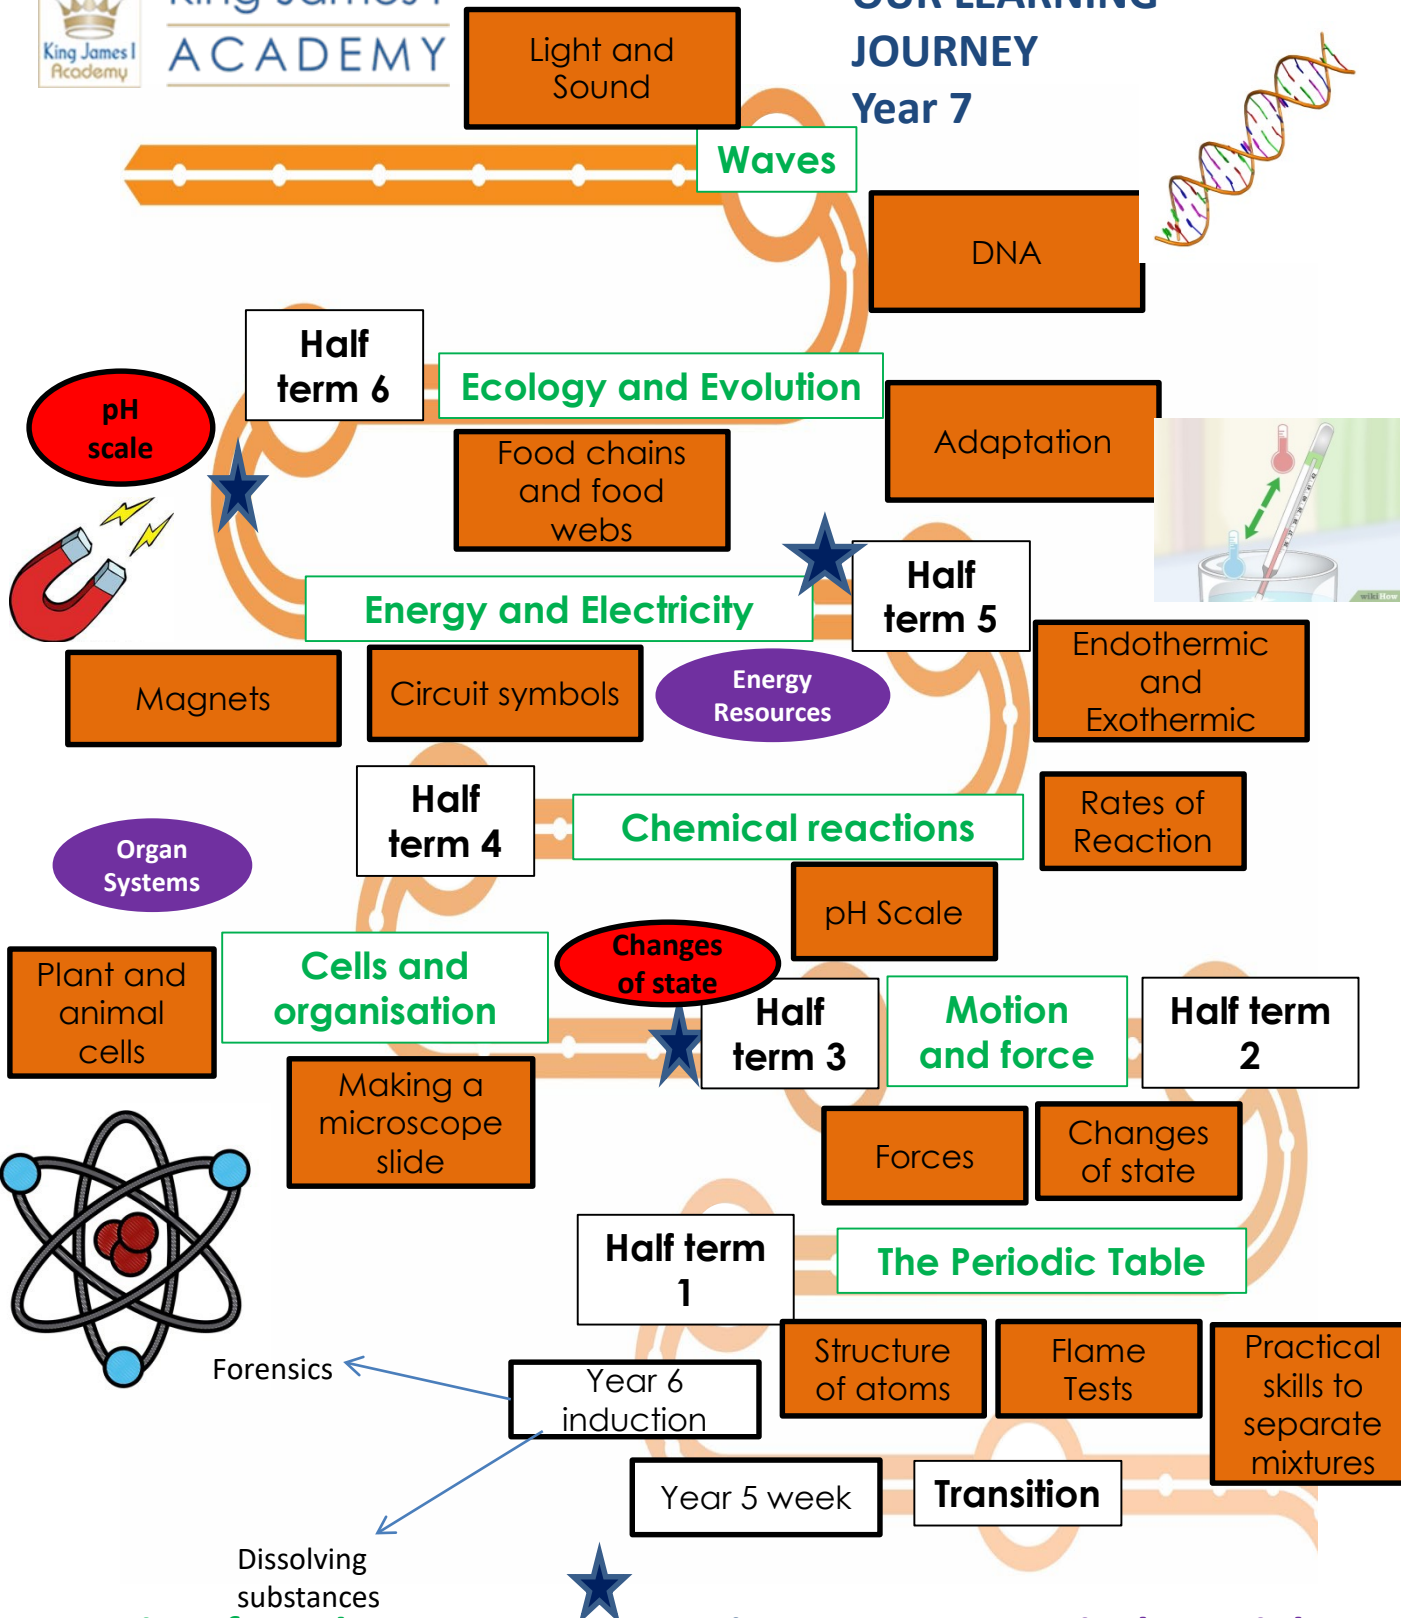 King James I
ACADEMY
King James I
Academy
OUR LEARNING
JOURNEY
Year 7
Light and
Sound
Waves
DNA
Half
term 6
Ecology and Evolution
pH
scale
Food chains
and food
webs
Adaptation
wikiHow
Energy and Electricity
Half
term 5
Magnets
Circuit symbols
Energy
Resources
Endothermic
and
Exothermic
Half
term 4
Chemical reactions
Rates of
Reaction
Organ
Systems
pH Scale
Plant and
animal
cells
Cells and
organisation
Changes
of state
Half
term 3
Motion
and force
Half term
2
Making a
microscope
slide
Forces
Changes
of state
Half term
1
The Periodic Table
Structure
of atoms
Flame
Tests
Practical
skills to
separate
mixtures
Forensics
Year 6
induction
Year 5 week
Transition
Dissolving
substances